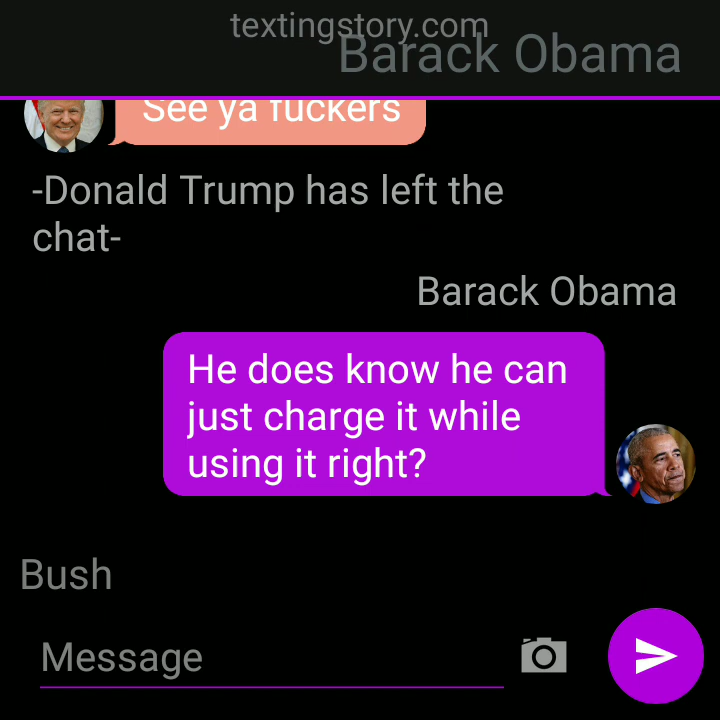 textingstory.com
Barack Obama
See ya fuckers
-Donald Trump has left the
chat-
Barack Obama
He does know he can
just charge it while
using it right?
Bush
Message